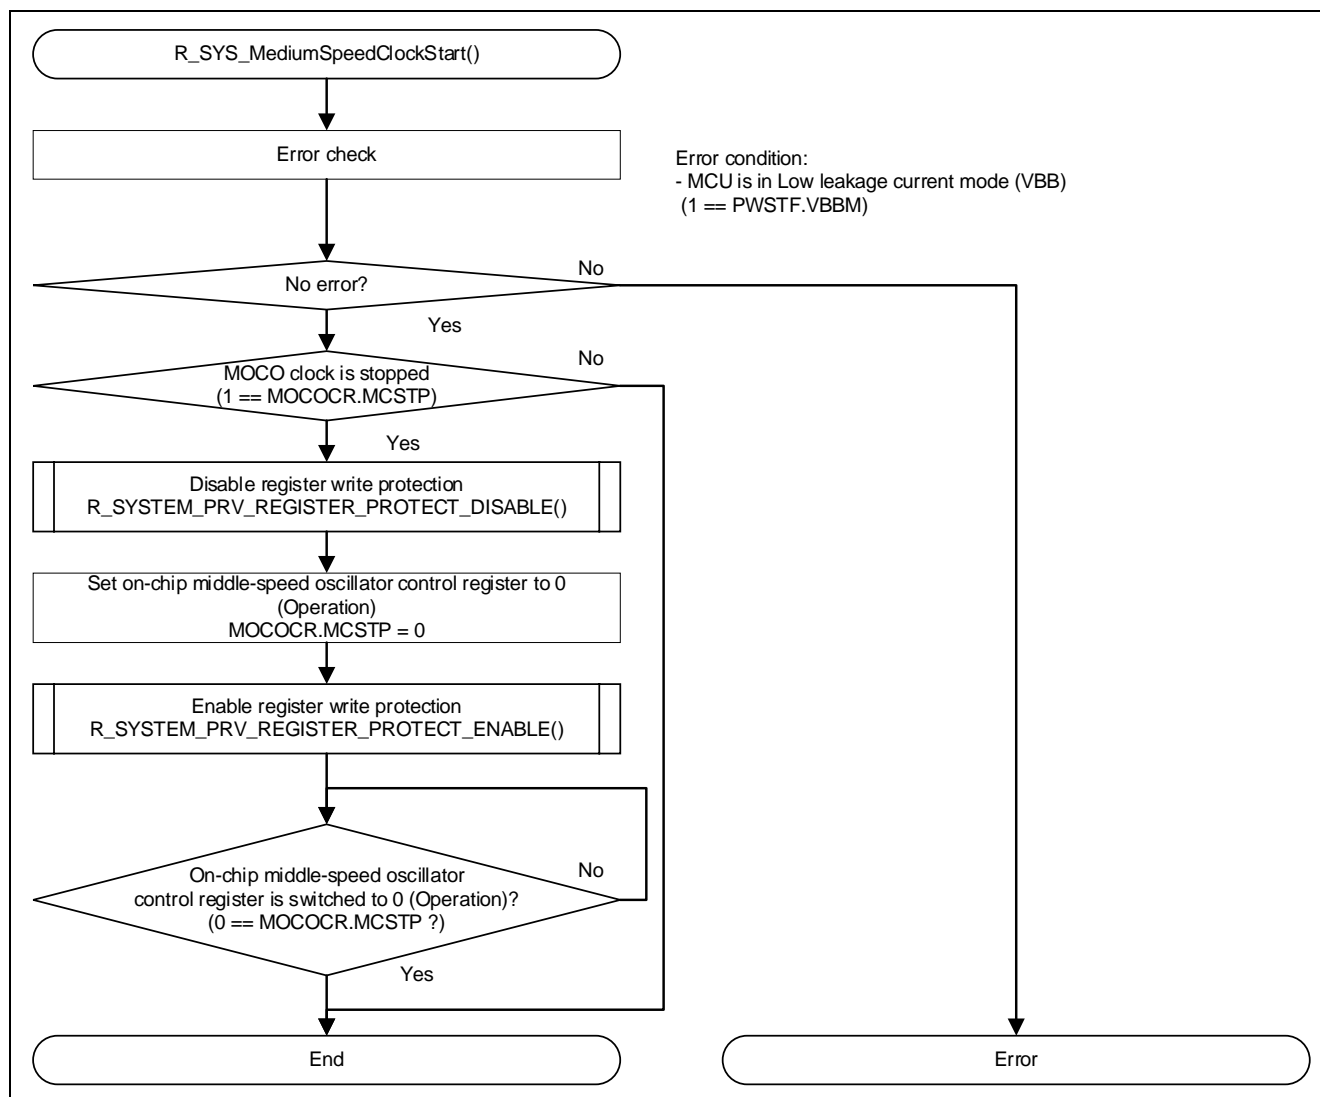 R_SYS_MediumSpeedClockStart()
Error check
Error condition:
- MCU is in Low leakage current mode (VBB)
(1 == PWSTF.VBBM)
No error?
No
Yes
MOCO clock is stopped
(1 == MOCOCR.MCSTP)
No
Yes
Disable register write protection
R_SYSTEM_PRV_REGISTER_PROTECT_DISABLE()
Set on-chip middle-speed oscillator control register to 0
(Operation)
MOCOCR.MCSTP = 0
Enable register write protection
R_SYSTEM_PRV_REGISTER_PROTECT_ENABLE()
On-chip middle-speed oscillator
control register is switched to 0 (Operation)?
(0 == MOCOCR.MCSTP ?)
No
Yes
End
Error